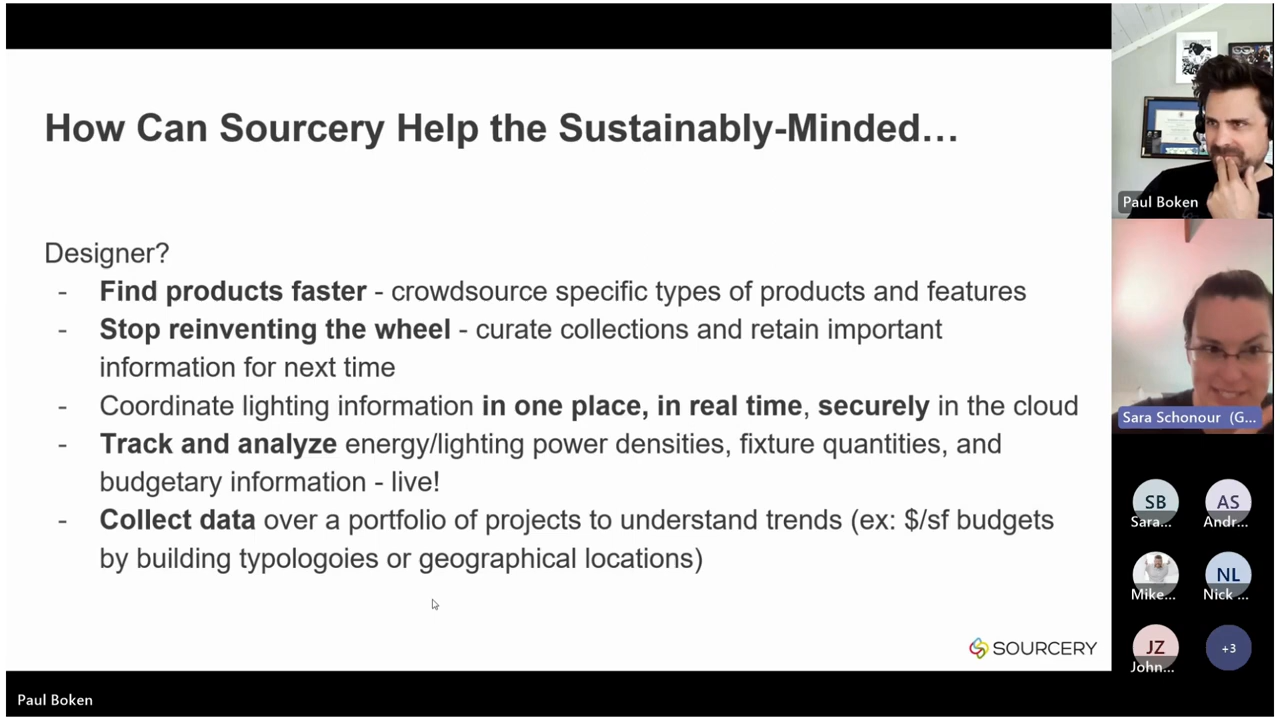 How Can Sourcery Help the Sustainably-Minded…
Designer?
- Find products faster - crowdsource specific types of products and features
- Stop reinventing the wheel - curate collections and retain important
information for next time
- Coordinate lighting information in one place, in real time, securely in the cloud
- Track and analyze energy/lighting power densities, fixture quantities, and
budgetary information - live!
- Collect data over a portfolio of projects to understand trends (ex: $/sf budgets
by building typologoies or geographical locations)
SOURCERY
Paul Boken
Paul Boken
Sara Schonour (G...
SB
Sara...
AS
Andr...
Mike...
NL
Nick ...
JZ
John...
+3